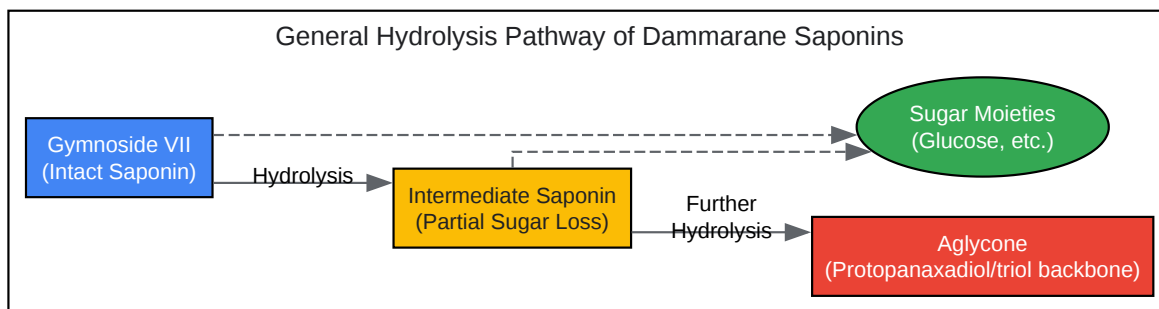 General Hydrolysis Pathway of Dammarane Saponins
Gymnoside VII
(Intact Saponin)
Hydrolysis
Intermediate Saponin
(Partial Sugar Loss)
Sugar Moieties
(Glucose, etc.)
Further
Hydrolysis
Aglycone
(Protopanaxadiol/triol backbone)